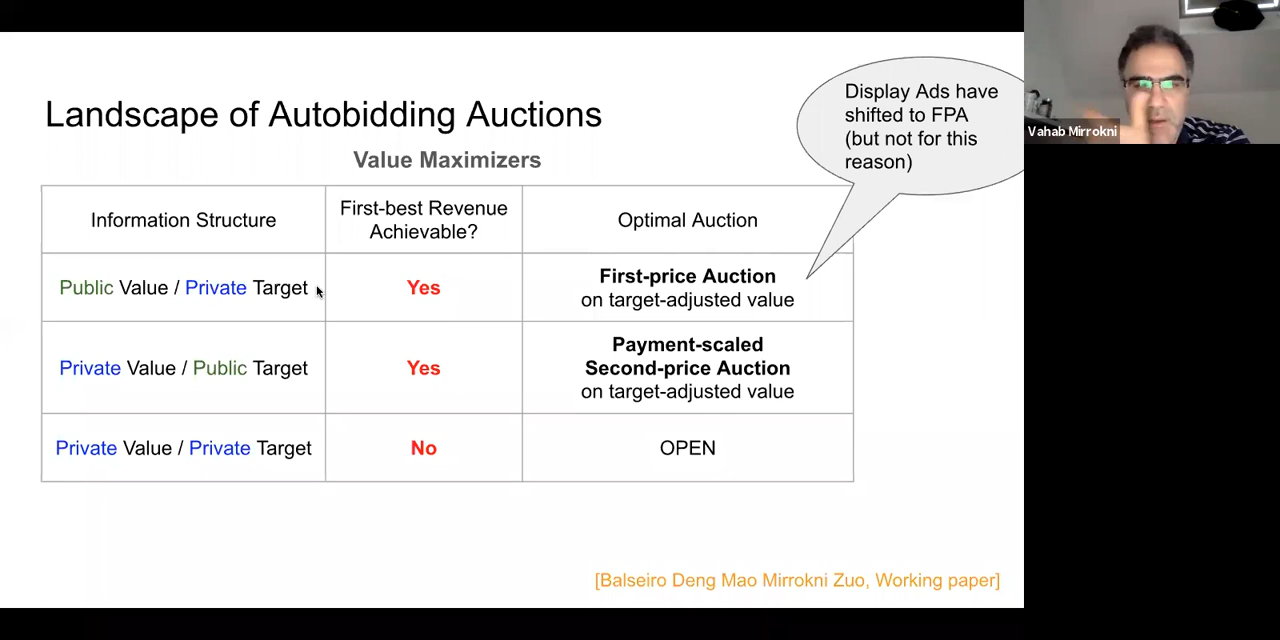 Landscape of Autobidding Auctions
Display Ads have
shifted to FPA
(but not for this
reason)
Vahab Mirrokni
Value Maximizers
Information Structure
First-best Revenue
Achievable?
Optimal Auction
Public Value / Private Target
Yes
First-price Auction
on target-adjusted value
Private Value / Public Target
Yes
Payment-scaled
Second-price Auction
on target-adjusted value
Private Value / Private Target
No
OPEN
[Balseiro Deng Mao Mirrokni Zuo, Working paper]